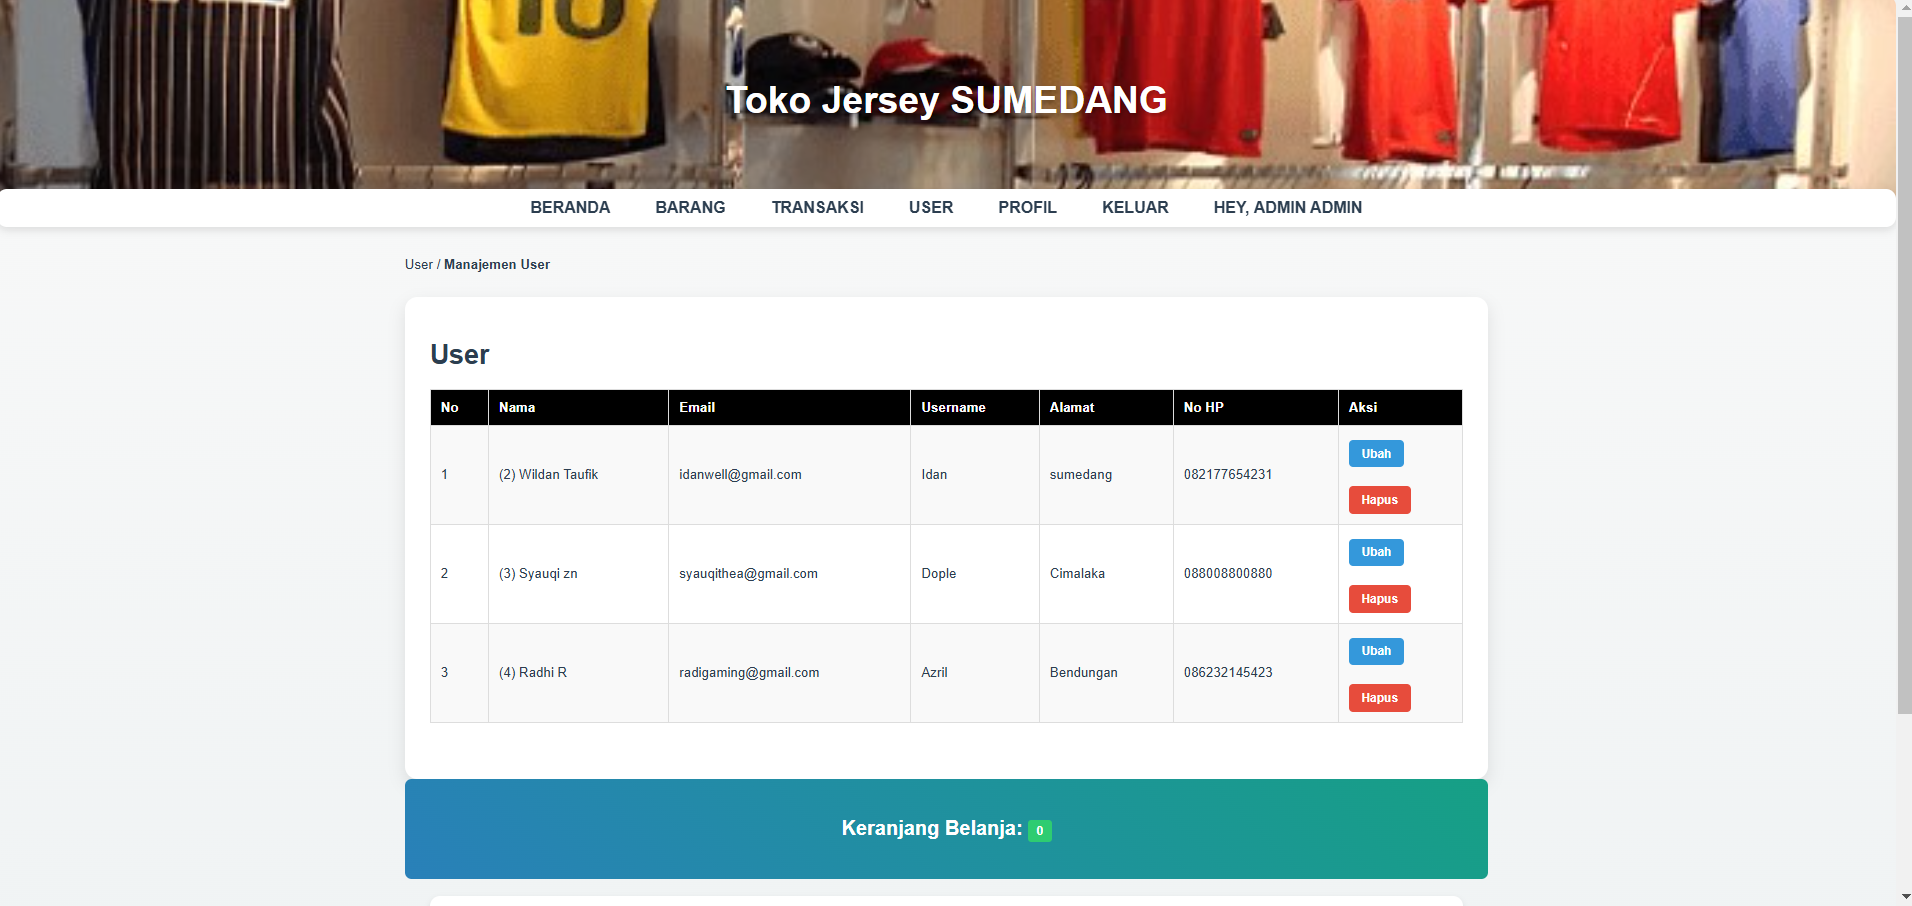 10
Toko Jersey SUMEDANG
BERANDA BARANG TRANSAKSI USER PROFIL KELUAR HEY, ADMIN ADMIN
User / Manajemen User
User
No Nama Email Username Alamat No HP Aksi
1 (2) Wildan Taufik idanwell@gmail.com Idan sumedang 082177654231 Ubah
Hapus
2 (3) Syauqi zn syauqithea@gmail.com Dople Cimalaka 088008800880 Ubah
Hapus
3 (4) Radhi R radigaming@gmail.com Azril Bendungan 086232145423 Ubah
Hapus
Keranjang Belanja: 0